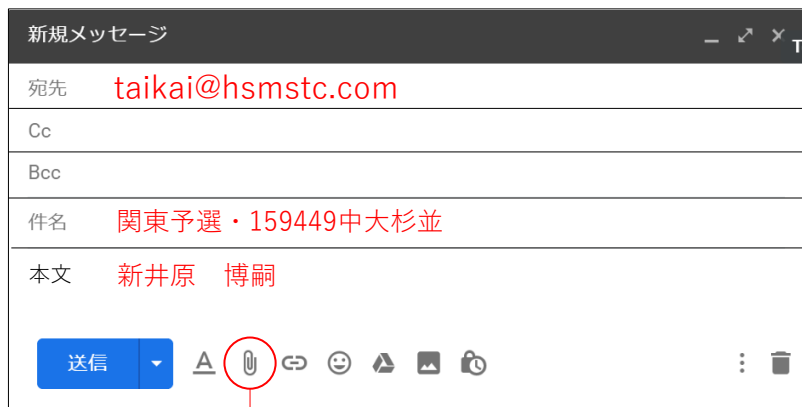 新規メッセージ
T
宛先 taikai@hsmstc.com
Cc
Bcc
件名 関東予選・159449中大杉並
本文 新井原　博嗣
送信 A